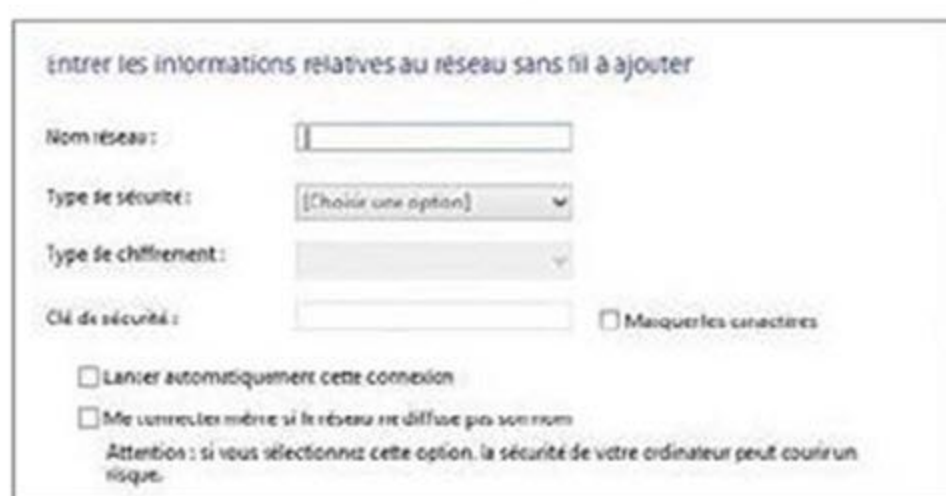 Entrer les informations relatives au réseau sans fil à ajouter
Nom réseau :
Type de sécurité : [Choisir une option]
Type de chiffrement :
Clé de sécurité : Masquer les caractères
Lancer automatiquement cette connexion
Me connecter même si le réseau ne diffuse pas son nom
Attention : si vous sélectionnez cette option, la sécurité de votre ordinateur peut courir un
risque.